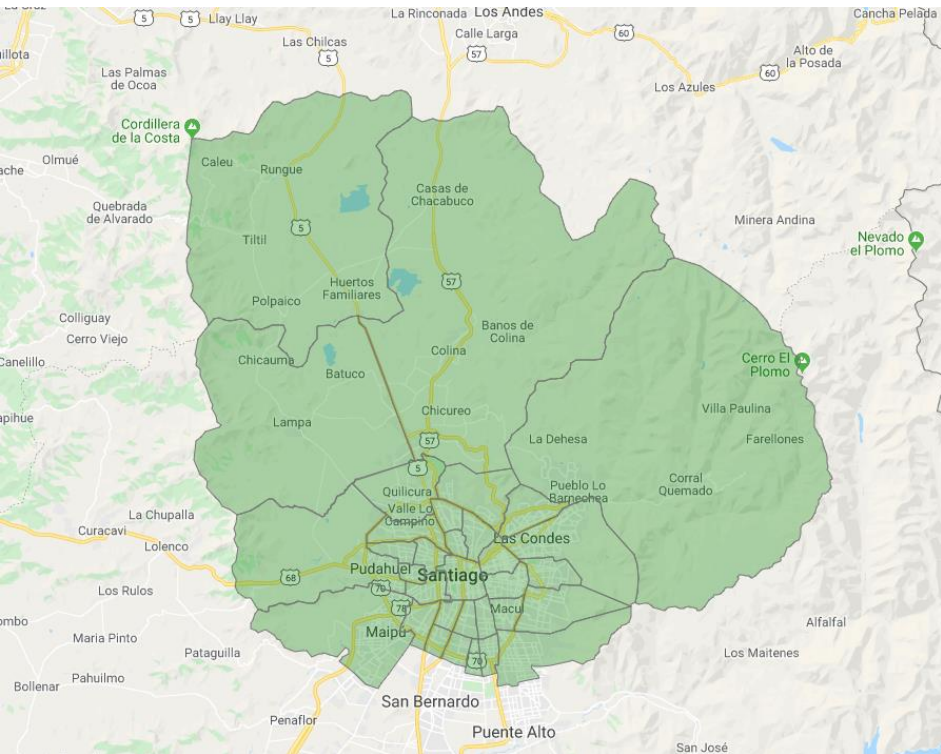 5
5
Llay Llay
La Rinconada
Los Andes
Calle Larga
60
Cancha Pelada
Las Chilcas
5
57
Alto de
la Posada
60
Los Azules
Las Palmas
de Ocoa
Cordillera
de la Costa
Olmué
Caleu
Rungue
Casas de
Chacabuco
Quebrada
de Alvarado
5
Minera Andina
Nevado
el Plomo
Tiltil
57
Huertos
Familiares
Polpaico
Colliguay
Cerro Viejo
Banos de
Colina
Canelillo
Chicauma
Batuco
Colina
Cerro El
Plomo
Chicureo
Villa Paulina
Lampa
57
La Dehesa
Farellones
5
Quilicura
Pueblo Lo
Barnechea
Corral
Quemado
Valle Lo
Campino
La Chupalla
Curacavi
Lolenco
Las Condes
68
Pudahuel
Santiago
70
Los Rulos
78
Macul
Maipú
Maria Pinto
Alfalfal
Pataguilla
70
Los Maitenes
Bollenar
Pahuilmo
San Bernardo
Penaflor
Puente Alto
San José